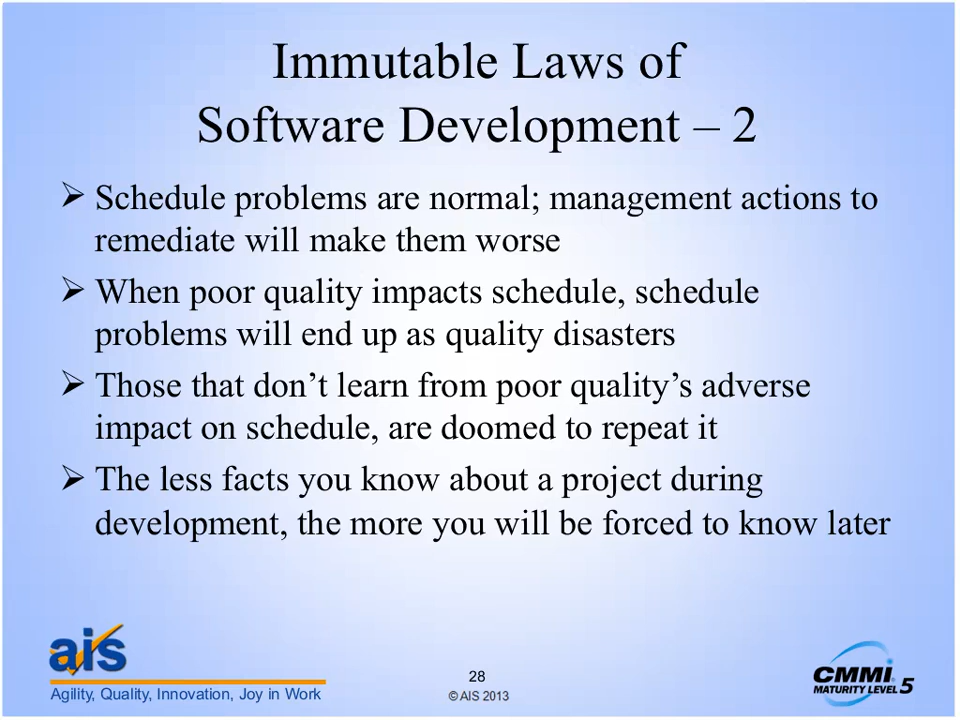 Immutable Laws of
Software Development – 2
➢ Schedule problems are normal; management actions to
remediate will make them worse
➢ When poor quality impacts schedule, schedule
problems will end up as quality disasters
➢ Those that don’t learn from poor quality’s adverse
impact on schedule, are doomed to repeat it
➢ The less facts you know about a project during
development, the more you will be forced to know later
ais
Agility, Quality, Innovation, Joy in Work
28
© AIS 2013
CMMI
MATURITY LEVEL 5